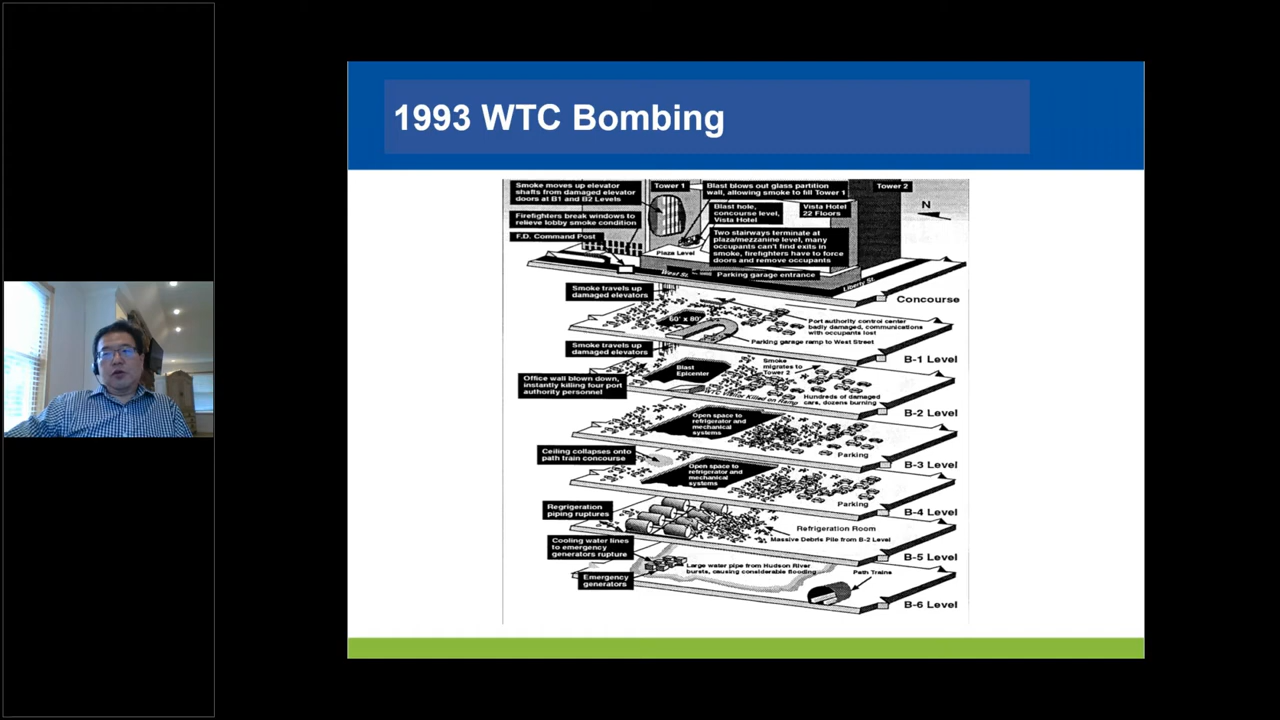 1993 WTC Bombing
Smoke moves up elevator
shafts from damaged elevator
doors at B1 and B2 Levels
Tower 1
Blast blows out glass partition
wall, allowing smoke to fill Tower 1
Tower 2
Firefighters break windows to
relieve lobby smoke condition
Blast hole,
concourse level,
Vista Hotel
Vista Hotel
22 Floors
N
F.D. Command Post
Two stairways terminate at
plaza/mezzanine level, many
occupants can't find exits in
smoke, firefighters have to force
doors and remove occupants
Plaza Level
West St.
Parking garage entrance
Liberty St.
Concourse
Smoke travels up
damaged elevators
60' x 80'
Port authority control center
badly damaged, communications
with occupants lost
Parking garage ramp to West Street
B-1 Level
Smoke travels up
damaged elevators
Blast
Epicenter
Smoke
migrates to
Tower 2
Office wall blown down,
instantly killing four port
authority personnel
WTC Visitor Killed on Ramp
Hundreds of damaged
cars, dozens burning
B-2 Level
Open space to
refrigerator and
mechanical
systems
Parking
B-3 Level
Ceiling collapses onto
path train concourse
Open space to
refrigerator and
mechanical
systems
Parking
B-4 Level
Regrigeration
piping ruptures
Refrigeration Room
Massive Debris Pile from B-2 Level
B-5 Level
Cooling water lines
to emergency
generators rupture
Large water pipe from Hudson River
bursts, causing considerable flooding
Path Trains
Emergency
generators
B-6 Level